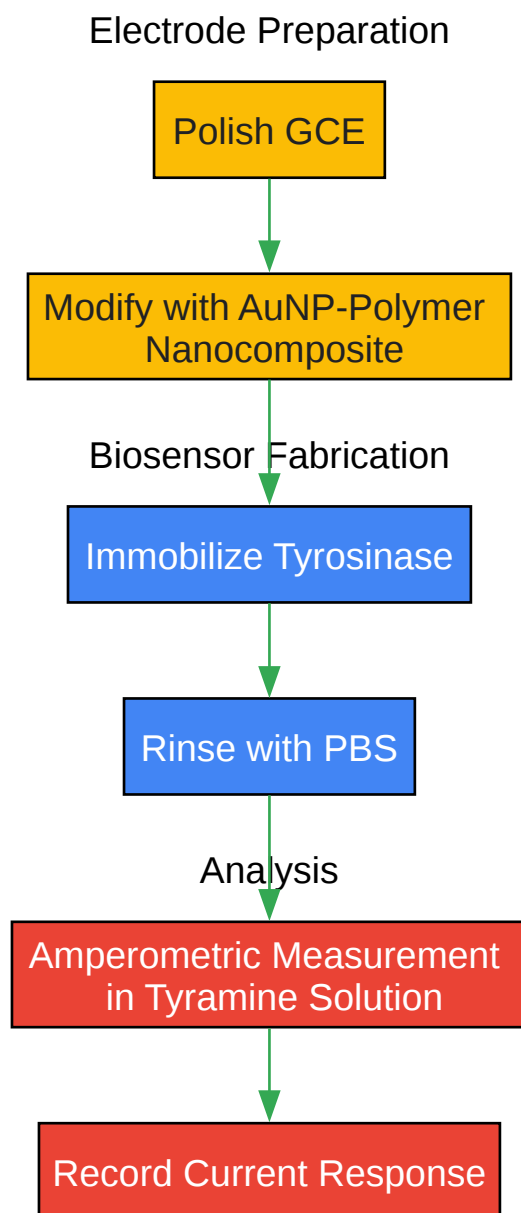 Electrode Preparation
Polish GCE
Modify with AuNP-Polymer
Nanocomposite
Biosensor Fabrication
Immobilize Tyrosinase
Rinse with PBS
Analysis
Amperometric Measurement
in Tyramine Solution
Record Current Response